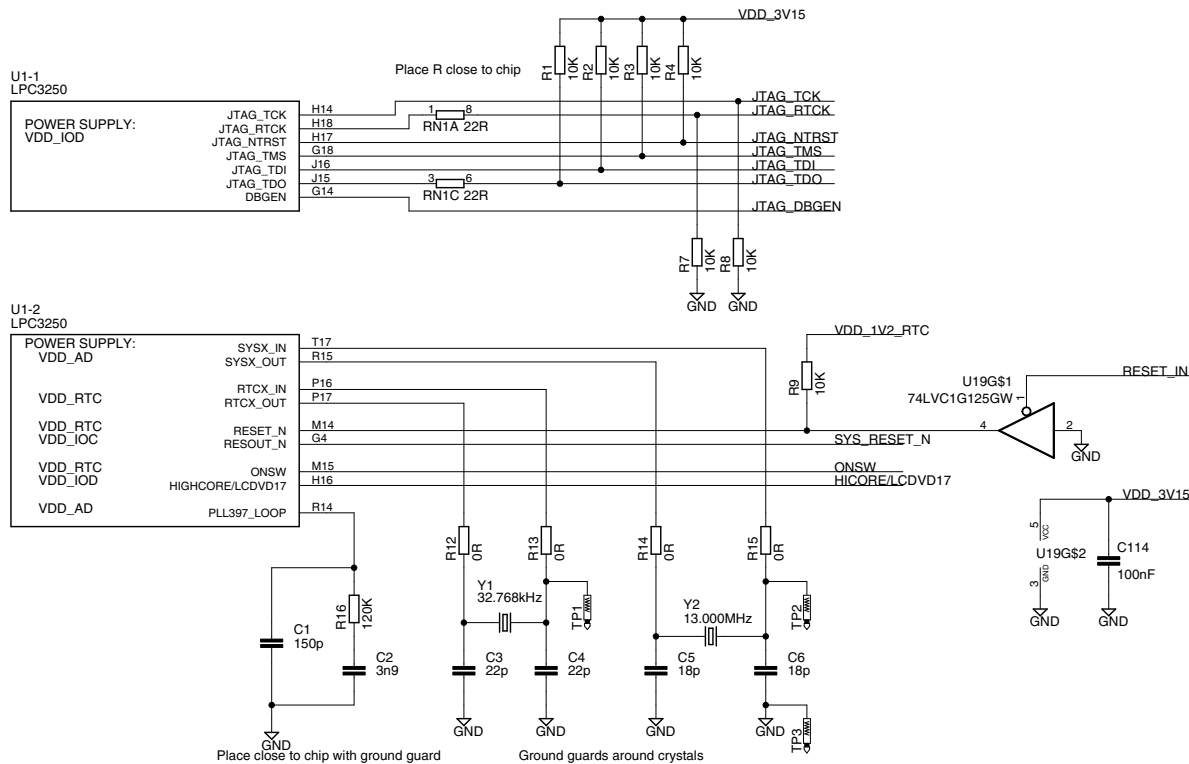 VDD_3V15
R1
10K
R2
10K
R3
10K
R4
10K
Place R close to chip
U1-1
LPC3250
POWER SUPPLY:
VDD_IOD
JTAG_TCK
JTAG_RTCK
JTAG_NTRST
JTAG_TMS
JTAG_TDI
JTAG_TDO
DBGEN
H14
H18
H17
G18
J16
J15
G14
1
8
RN1A 22R
3
6
RN1C 22R
JTAG_TCK
JTAG_RTCK
JTAG_NTRST
JTAG_TMS
JTAG_TDI
JTAG_TDO
JTAG_DBGEN
R7
10K
R8
10K
GND
GND
U1-2
LPC3250
POWER SUPPLY:
VDD_AD
VDD_RTC
VDD_RTC
VDD_IOC
VDD_RTC
VDD_IOD
VDD_AD
SYSX_IN
SYSX_OUT
RTCX_IN
RTCX_OUT
RESET_N
RESOUT_N
ONSW
HIGHCORE/LCDVD17
PLL397_LOOP
T17
R15
P16
P17
M14
G4
M15
H16
R14
VDD_1V2_RTC
R9
10K
U19G$1
74LVC1G125GW
RESET_IN
1
4
2
GND
SYS_RESET_N
ONSW
HICORE/LCDVD17
VDD_3V15
5
VCC
U19G$2
GND
3
C114
100nF
GND
GND
R12
0R
R13
0R
R14
0R
R15
0R
Y1
32.768kHz
TP1
Y2
13.000MHz
TP2
R16
120K
C1
150p
C2
3n9
C3
22p
C4
22p
C5
18p
C6
18p
GND
GND
GND
GND
GND
TP3
Place close to chip with ground guard
Ground guards around crystals